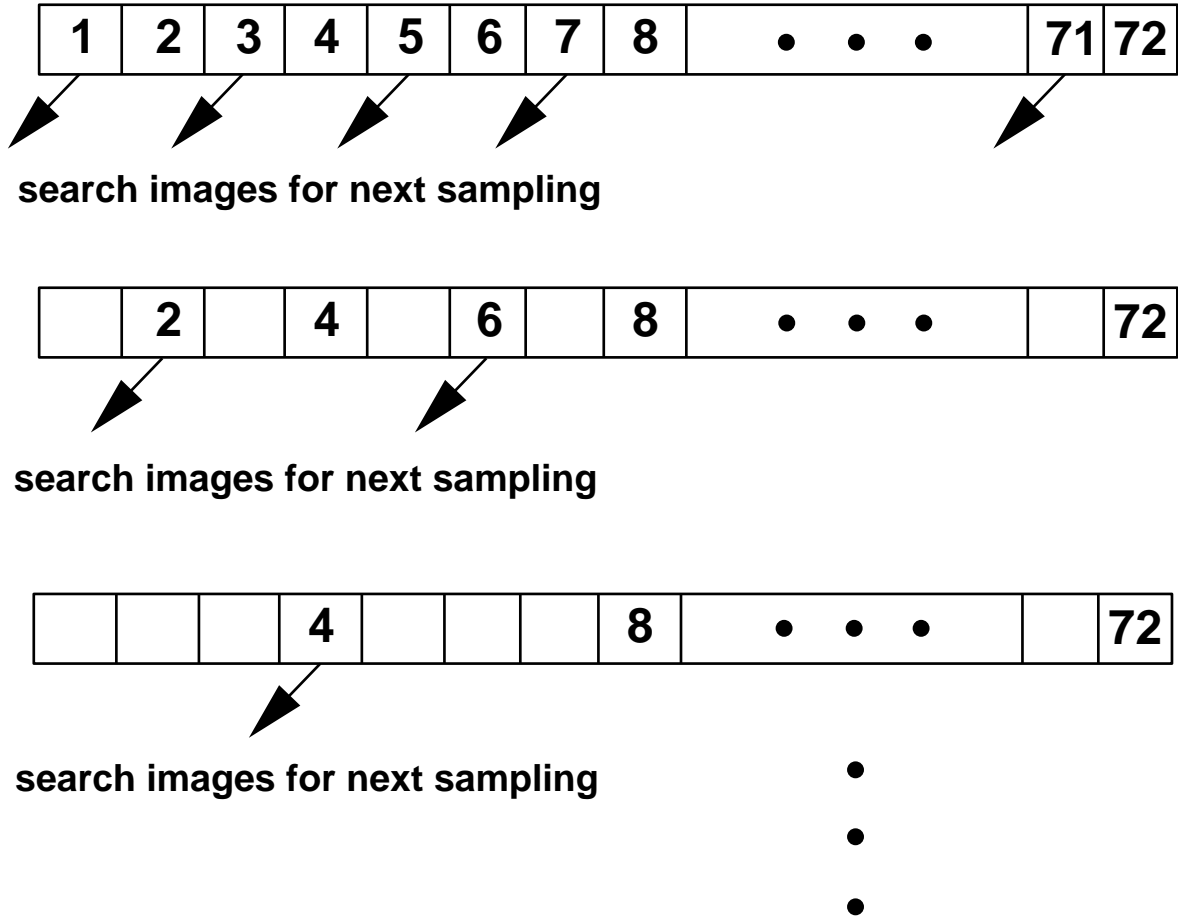 1 2 3 4 5 6 7 8 • • • 71 72
search images for next sampling
2 4 6 8 • • • 72
search images for next sampling
4 8 • • • 72
search images for next sampling